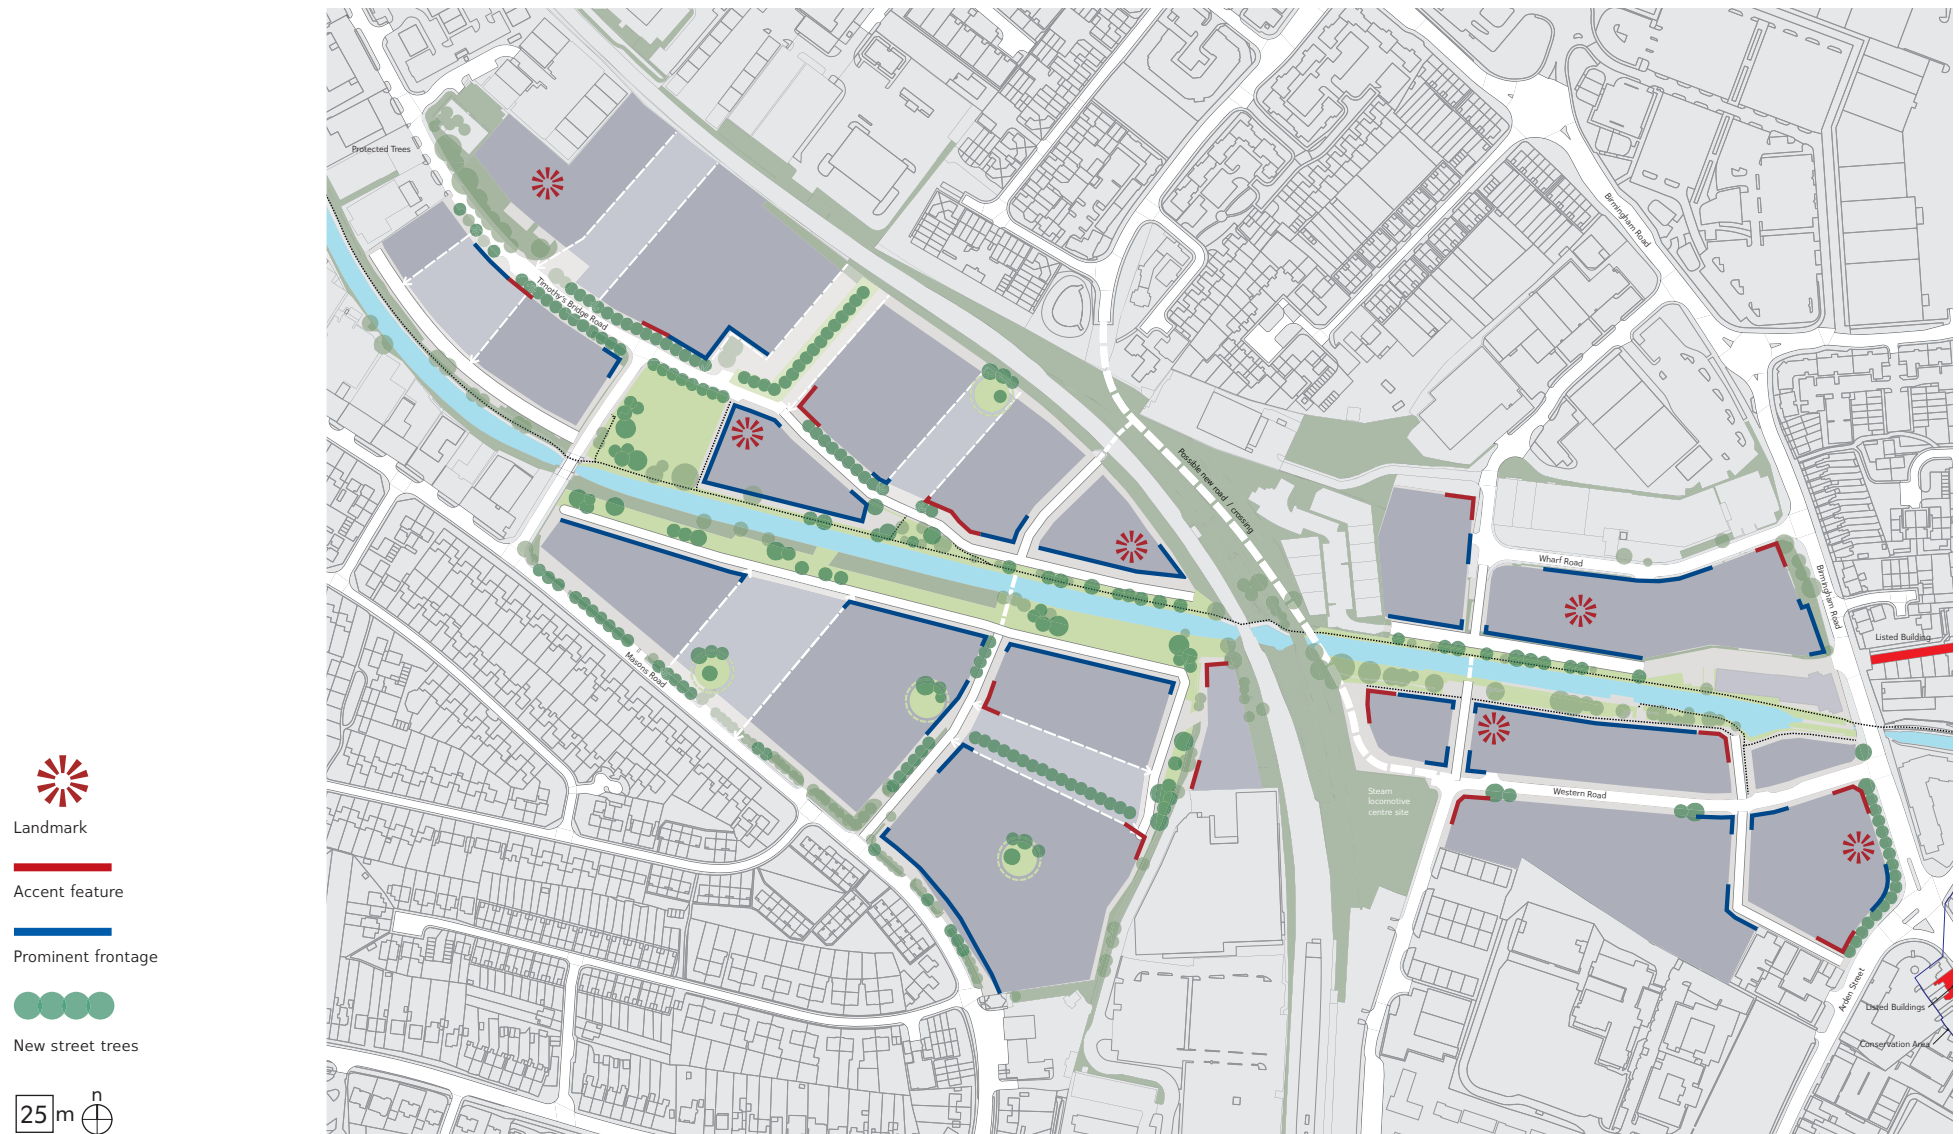 Protected Trees
Timothy's Bridge Road
Birmingham Road
Possible new road / crossing
Wharf Road
Birmingham Road
Listed Building
Masons Road
Steam
locomotive
centre site
Western Road
Arden Street
Listed Buildings
Conservation Area
Landmark
Accent feature
Prominent frontage
New street trees
25 m
n